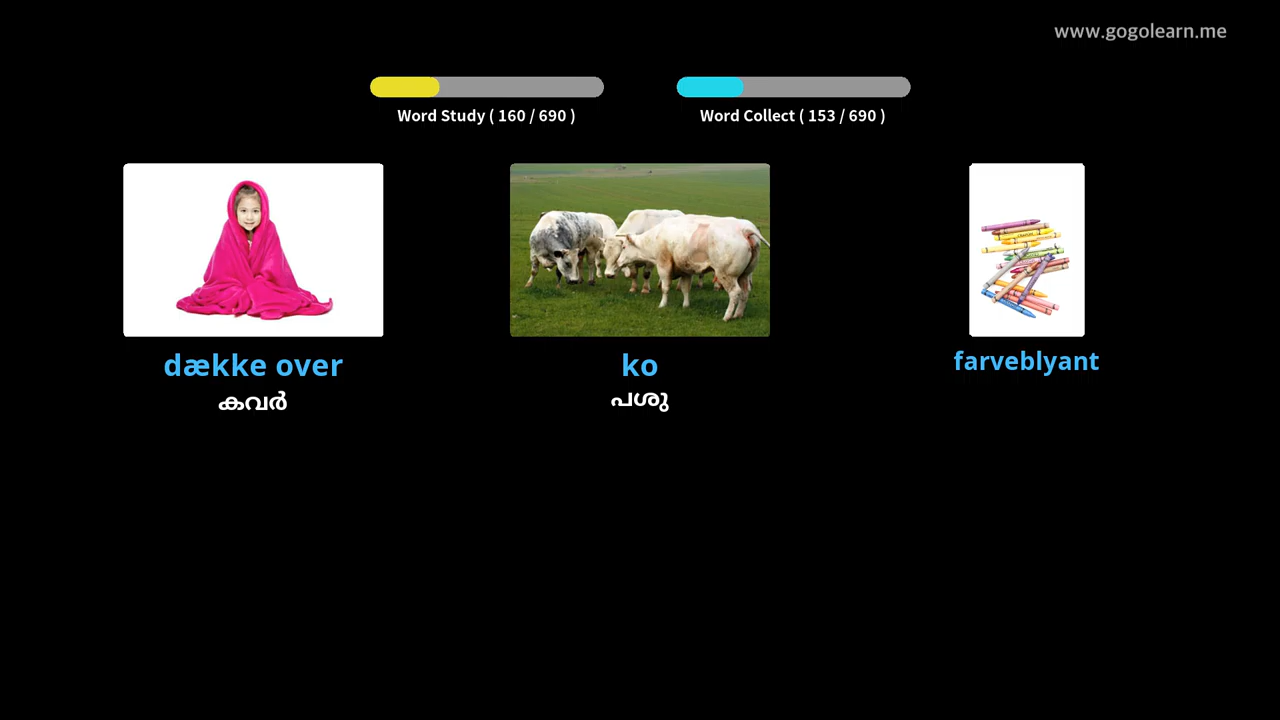 www.gogolearn.me
Word Study ( 160 / 690 )
Word Collect ( 153 / 690 )
dække over
ko
farveblyant
കവർ
പശു